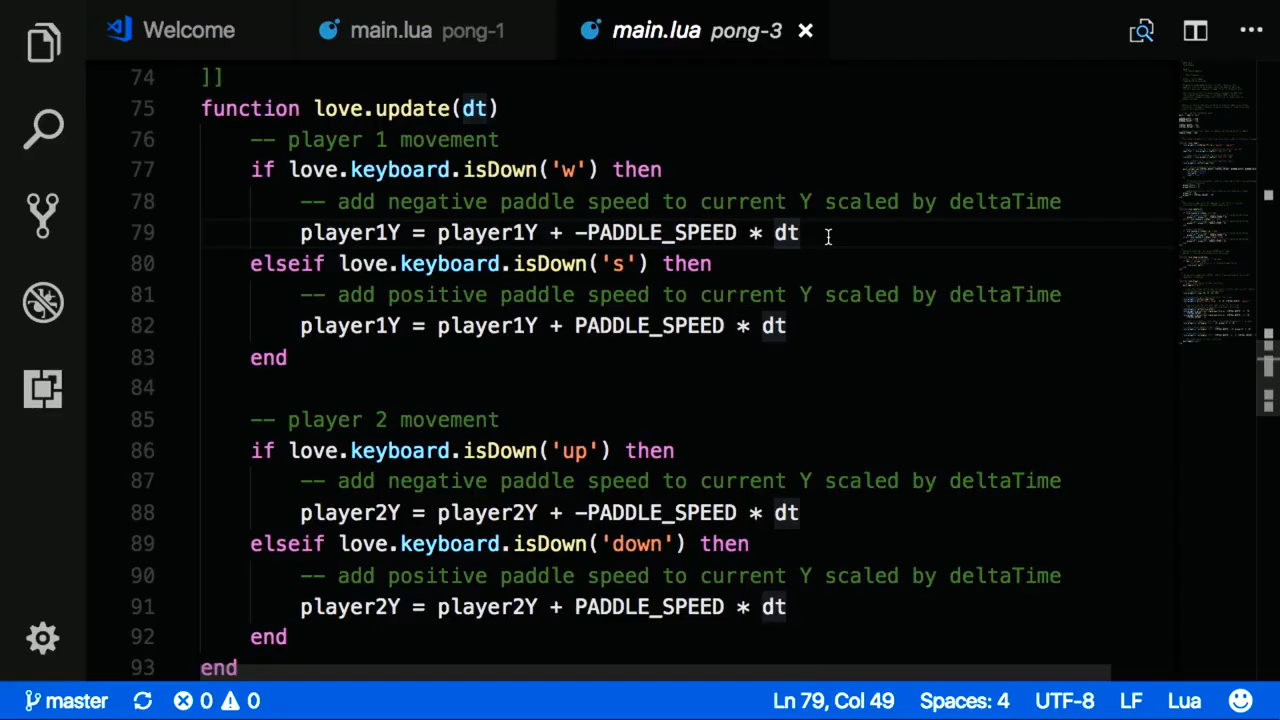 Welcome main.lua pong-1 main.lua pong-3
74 ]]
75 function love.update(dt)
76 -- player 1 movement
77 if love.keyboard.isDown('w') then
78 -- add negative paddle speed to current Y scaled by deltaTime
79 player1Y = player1Y + -PADDLE_SPEED * dt
80 elseif love.keyboard.isDown('s') then
81 -- add positive paddle speed to current Y scaled by deltaTime
82 player1Y = player1Y + PADDLE_SPEED * dt
83 end
84
85 -- player 2 movement
86 if love.keyboard.isDown('up') then
87 -- add negative paddle speed to current Y scaled by deltaTime
88 player2Y = player2Y + -PADDLE_SPEED * dt
89 elseif love.keyboard.isDown('down') then
90 -- add positive paddle speed to current Y scaled by deltaTime
91 player2Y = player2Y + PADDLE_SPEED * dt
92 end
93 end
master 0 0 Ln 79, Col 49 Spaces: 4 UTF-8 LF Lua